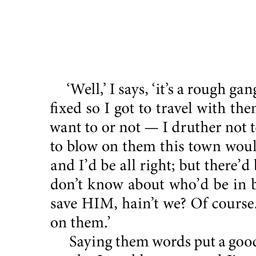 ‘Well,’ I says, ‘it’s a rough gang
fixed so I got to travel with
want to or not — I druther not
to blow on them this town
and I’d be all right; but there’d
don’t know about who’d be in
save HIM, hain’t we? Of course.
on them.’
Saying them words put a good